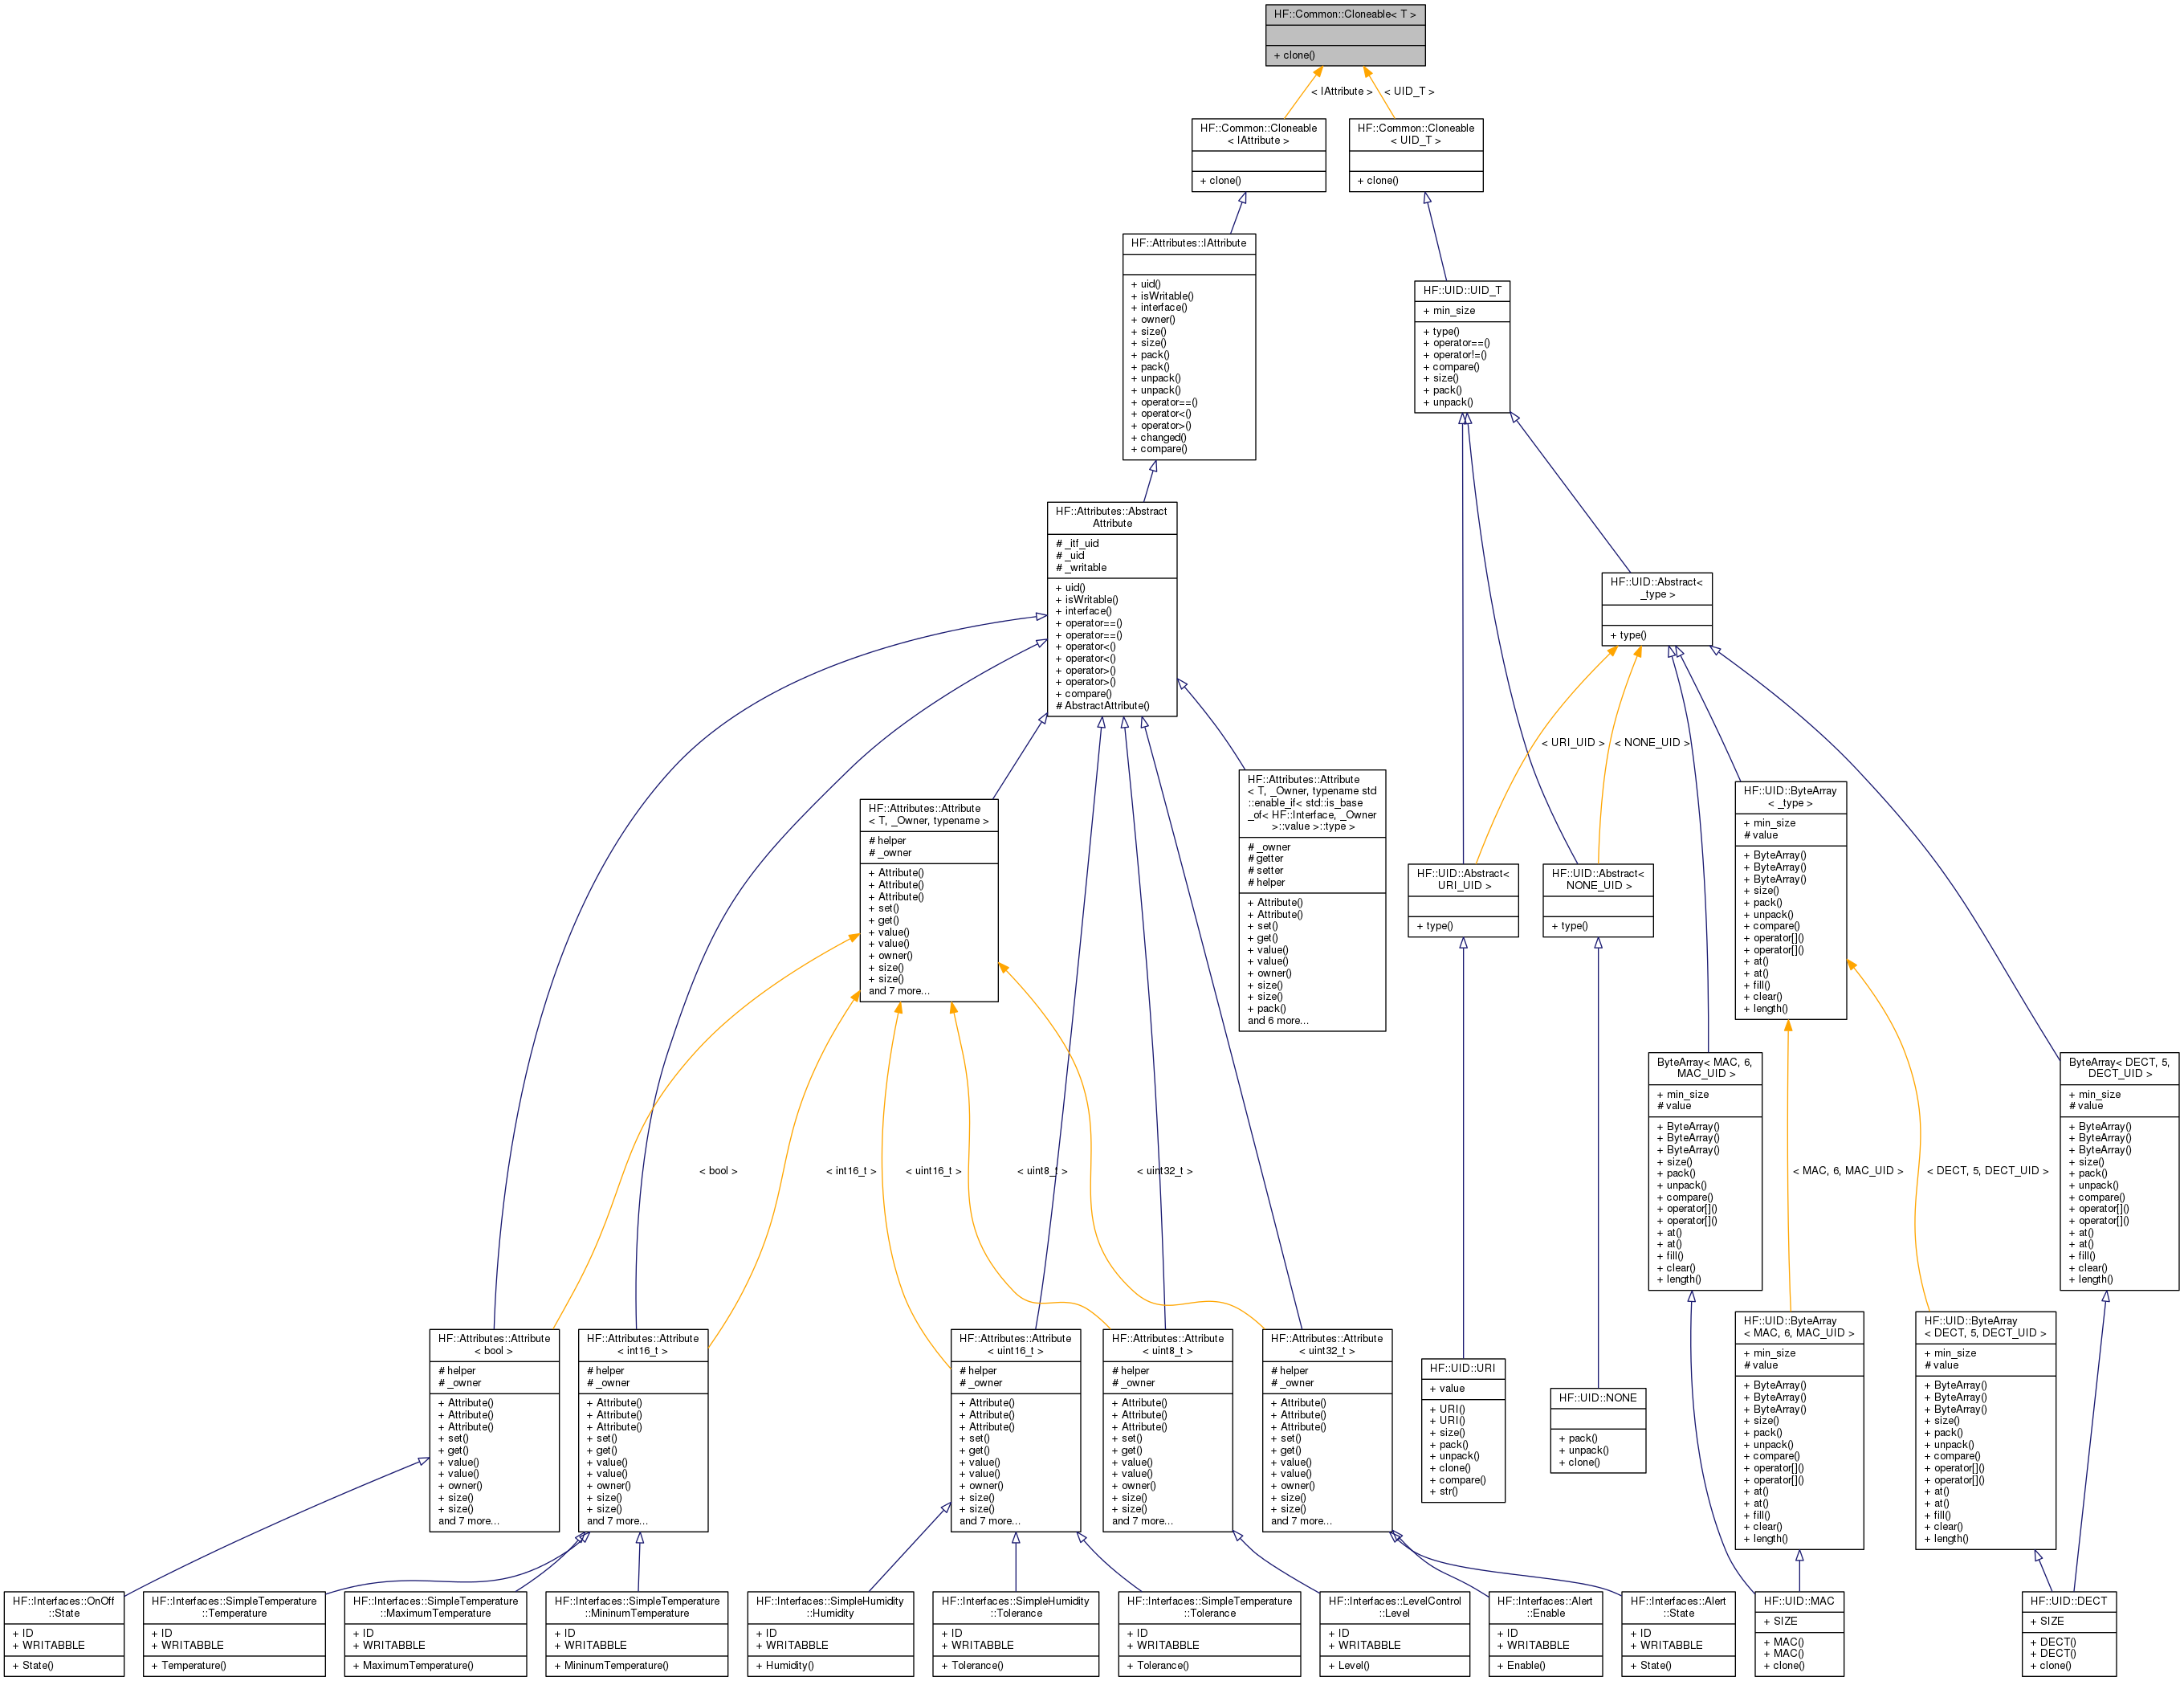 HF::Common::Cloneable< T >
+ clone()
< IAttribute >
< UID_T >
HF::Common::Cloneable
< IAttribute >
+ clone()
HF::Common::Cloneable
< UID_T >
+ clone()
HF::Attributes::IAttribute
+ uid()
+ isWritable()
+ interface()
+ owner()
+ size()
+ size()
+ pack()
+ pack()
+ unpack()
+ unpack()
+ operator==()
+ operator<()
+ operator>()
+ changed()
+ compare()
HF::UID::UID_T
+ min_size
+ type()
+ operator==()
+ operator!=()
+ compare()
+ size()
+ pack()
+ unpack()
HF::Attributes::Abstract
Attribute
# _itf_uid
# _uid
# _writable
+ uid()
+ isWritable()
+ interface()
+ operator==()
+ operator==()
+ operator<()
+ operator<()
+ operator>()
+ operator>()
+ compare()
# AbstractAttribute()
HF::UID::Abstract<
_type >
+ type()
< URI_UID >
< NONE_UID >
HF::Attributes::Attribute
< T, _Owner, typename >
# helper
# _owner
+ Attribute()
+ Attribute()
+ Attribute()
+ set()
+ get()
+ value()
+ value()
+ owner()
+ size()
+ size()
and 7 more...
HF::Attributes::Attribute
< T, _Owner, typename std
::enable_if< std::is_base
_of< HF::Interface, _Owner
>::value >::type >
# _owner
# getter
# setter
# helper
+ Attribute()
+ Attribute()
+ set()
+ get()
+ value()
+ value()
+ owner()
+ size()
+ size()
+ pack()
and 6 more...
HF::UID::Abstract<
URI_UID >
+ type()
HF::UID::Abstract<
NONE_UID >
+ type()
HF::UID::ByteArray
< _type >
+ min_size
# value
+ ByteArray()
+ ByteArray()
+ ByteArray()
+ size()
+ pack()
+ unpack()
+ compare()
+ operator[]()
+ operator[]()
+ at()
+ at()
+ fill()
+ clear()
+ length()
ByteArray< MAC, 6,
MAC_UID >
+ min_size
# value
+ ByteArray()
+ ByteArray()
+ ByteArray()
+ size()
+ pack()
+ unpack()
+ compare()
+ operator[]()
+ operator[]()
+ at()
+ at()
+ fill()
+ clear()
+ length()
ByteArray< DECT, 5,
DECT_UID >
+ min_size
# value
+ ByteArray()
+ ByteArray()
+ ByteArray()
+ size()
+ pack()
+ unpack()
+ compare()
+ operator[]()
+ operator[]()
+ at()
+ at()
+ fill()
+ clear()
+ length()
< bool >
< int16_t >
< uint16_t >
< uint8_t >
< uint32_t >
< MAC, 6, MAC_UID >
< DECT, 5, DECT_UID >
HF::Attributes::Attribute
< bool >
# helper
# _owner
+ Attribute()
+ Attribute()
+ Attribute()
+ set()
+ get()
+ value()
+ value()
+ owner()
+ size()
+ size()
and 7 more...
HF::Attributes::Attribute
< int16_t >
# helper
# _owner
+ Attribute()
+ Attribute()
+ Attribute()
+ set()
+ get()
+ value()
+ value()
+ owner()
+ size()
+ size()
and 7 more...
HF::Attributes::Attribute
< uint16_t >
# helper
# _owner
+ Attribute()
+ Attribute()
+ Attribute()
+ set()
+ get()
+ value()
+ value()
+ owner()
+ size()
+ size()
and 7 more...
HF::Attributes::Attribute
< uint8_t >
# helper
# _owner
+ Attribute()
+ Attribute()
+ Attribute()
+ set()
+ get()
+ value()
+ value()
+ owner()
+ size()
+ size()
and 7 more...
HF::Attributes::Attribute
< uint32_t >
# helper
# _owner
+ Attribute()
+ Attribute()
+ Attribute()
+ set()
+ get()
+ value()
+ value()
+ owner()
+ size()
+ size()
and 7 more...
HF::UID::URI
+ value
+ URI()
+ URI()
+ size()
+ pack()
+ unpack()
+ clone()
+ compare()
+ str()
HF::UID::NONE
+ pack()
+ unpack()
+ clone()
HF::UID::ByteArray
< MAC, 6, MAC_UID >
+ min_size
# value
+ ByteArray()
+ ByteArray()
+ ByteArray()
+ size()
+ pack()
+ unpack()
+ compare()
+ operator[]()
+ operator[]()
+ at()
+ at()
+ fill()
+ clear()
+ length()
HF::UID::ByteArray
< DECT, 5, DECT_UID >
+ min_size
# value
+ ByteArray()
+ ByteArray()
+ ByteArray()
+ size()
+ pack()
+ unpack()
+ compare()
+ operator[]()
+ operator[]()
+ at()
+ at()
+ fill()
+ clear()
+ length()
HF::Interfaces::OnOff
::State
+ ID
+ WRITABBLE
+ State()
HF::Interfaces::SimpleTemperature
::Temperature
+ ID
+ WRITABBLE
+ Temperature()
HF::Interfaces::SimpleTemperature
::MaximumTemperature
+ ID
+ WRITABBLE
+ MaximumTemperature()
HF::Interfaces::SimpleTemperature
::MininumTemperature
+ ID
+ WRITABBLE
+ MininumTemperature()
HF::Interfaces::SimpleHumidity
::Humidity
+ ID
+ WRITABBLE
+ Humidity()
HF::Interfaces::SimpleHumidity
::Tolerance
+ ID
+ WRITABBLE
+ Tolerance()
HF::Interfaces::SimpleTemperature
::Tolerance
+ ID
+ WRITABBLE
+ Tolerance()
HF::Interfaces::LevelControl
::Level
+ ID
+ WRITABBLE
+ Level()
HF::Interfaces::Alert
::Enable
+ ID
+ WRITABBLE
+ Enable()
HF::Interfaces::Alert
::State
+ ID
+ WRITABBLE
+ State()
HF::UID::MAC
+ SIZE
+ MAC()
+ MAC()
+ clone()
HF::UID::DECT
+ SIZE
+ DECT()
+ DECT()
+ clone()